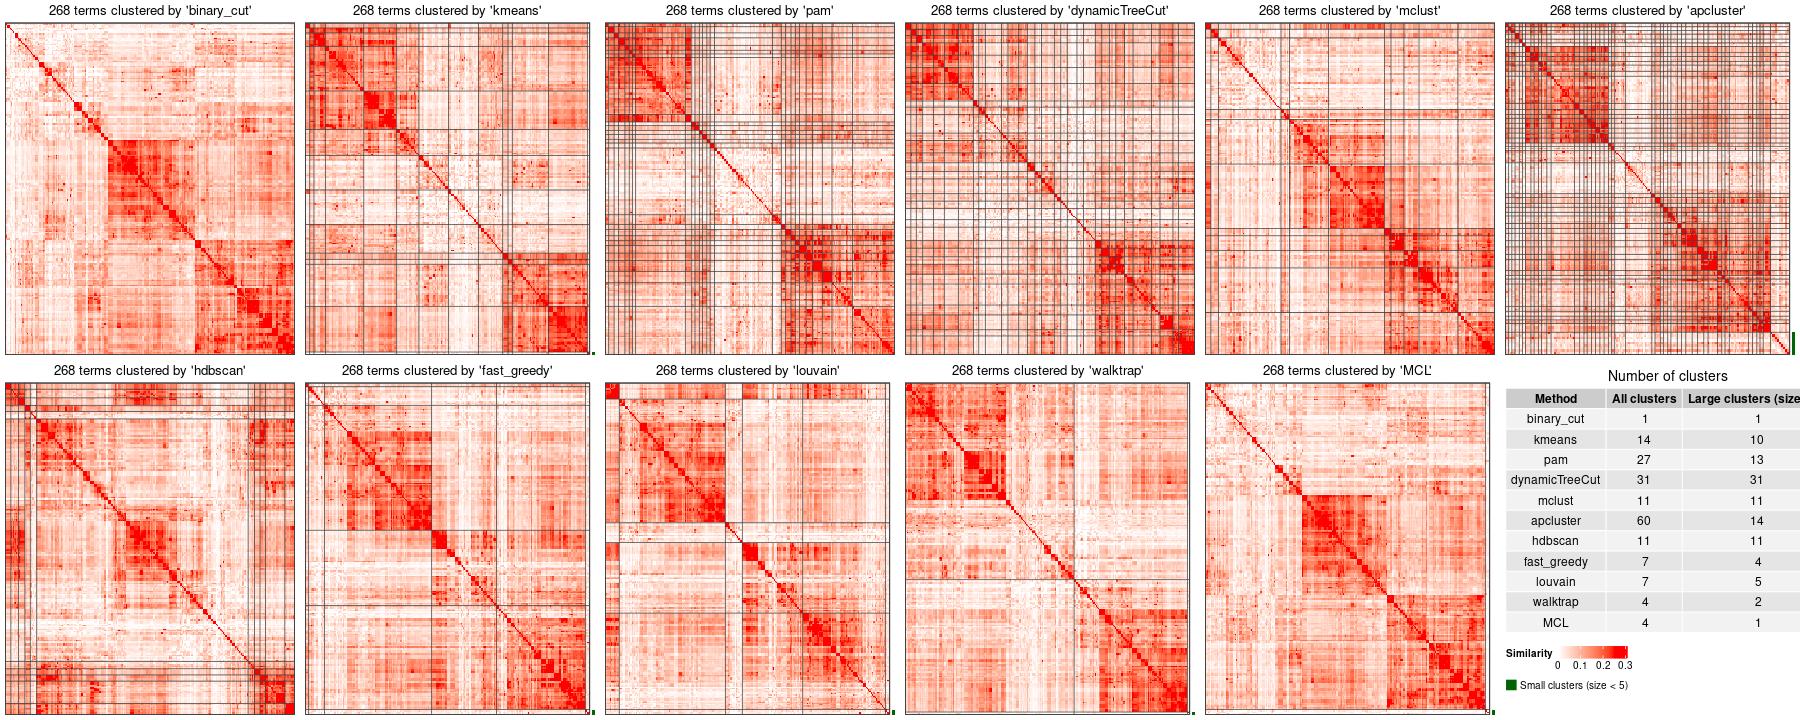 268 terms clustered by 'binary_cut'
268 terms clustered by 'kmeans'
268 terms clustered by 'pam'
268 terms clustered by 'dynamicTreeCut'
268 terms clustered by 'mclust'
268 terms clustered by 'apcluster'
268 terms clustered by 'hdbscan'
268 terms clustered by 'fast_greedy'
268 terms clustered by 'louvain'
268 terms clustered by 'walktrap'
268 terms clustered by 'MCL'
Number of clusters
Method All clusters Large clusters (size
binary_cut 1 1
kmeans 14 10
pam 27 13
dynamicTreeCut 31 31
mclust 11 11
apcluster 60 14
hdbscan 11 11
fast_greedy 7 4
louvain 7 5
walktrap 4 2
MCL 4 1
Similarity
0 0.1 0.2 0.3
Small clusters (size < 5)